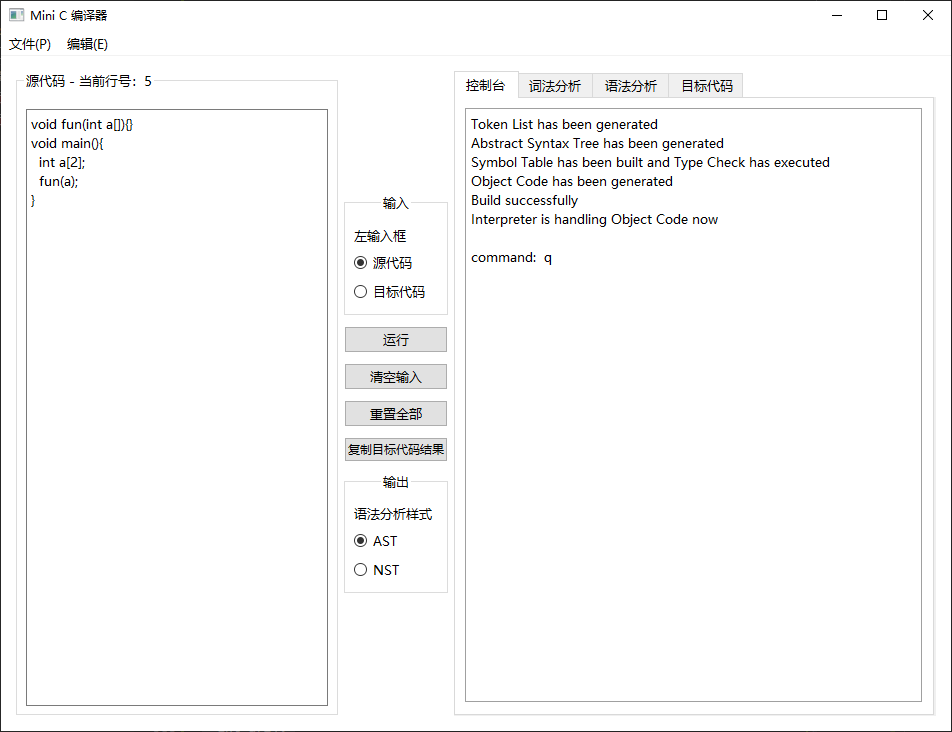 Mini C 编译器
文件(P) 编辑(E)
源代码 - 当前行号: 5
void fun(int a[]){}
void main(){
  int a[2];
  fun(a);
}
输入
左输入框
源代码
目标代码
运行
清空输入
重置全部
复制目标代码结果
输出
语法分析样式
AST
NST
控制台 词法分析 语法分析 目标代码
Token List has been generated
Abstract Syntax Tree has been generated
Symbol Table has been built and Type Check has executed
Object Code has been generated
Build successfully
Interpreter is handling Object Code now
command:  q